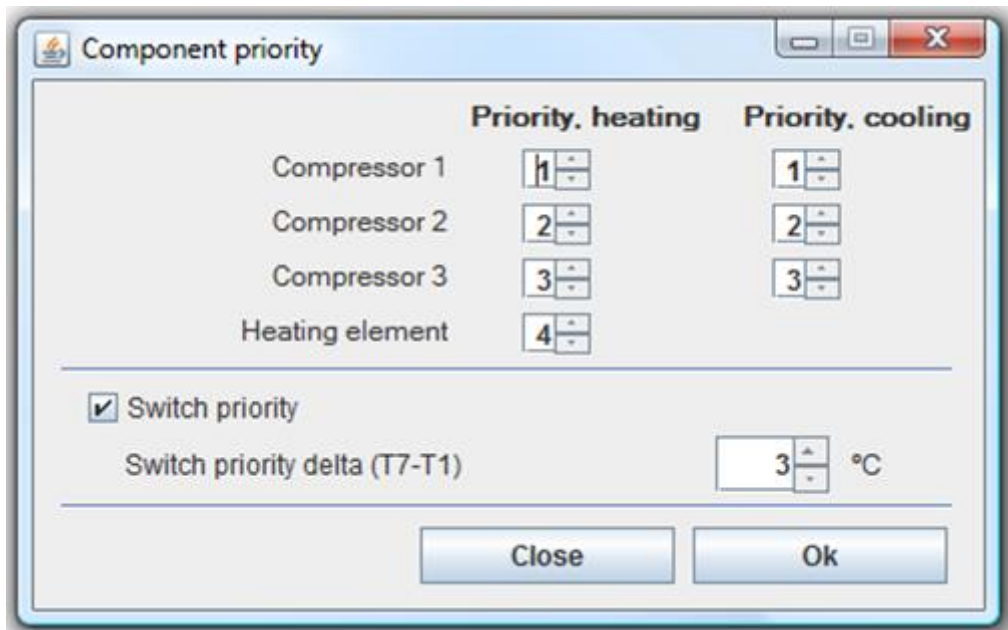 Component priority
Priority, heating Priority, cooling
Compressor 1 1 1
Compressor 2 2 2
Compressor 3 3 3
Heating element 4
Switch priority
Switch priority delta (T7-T1) 3 ºC
Close Ok